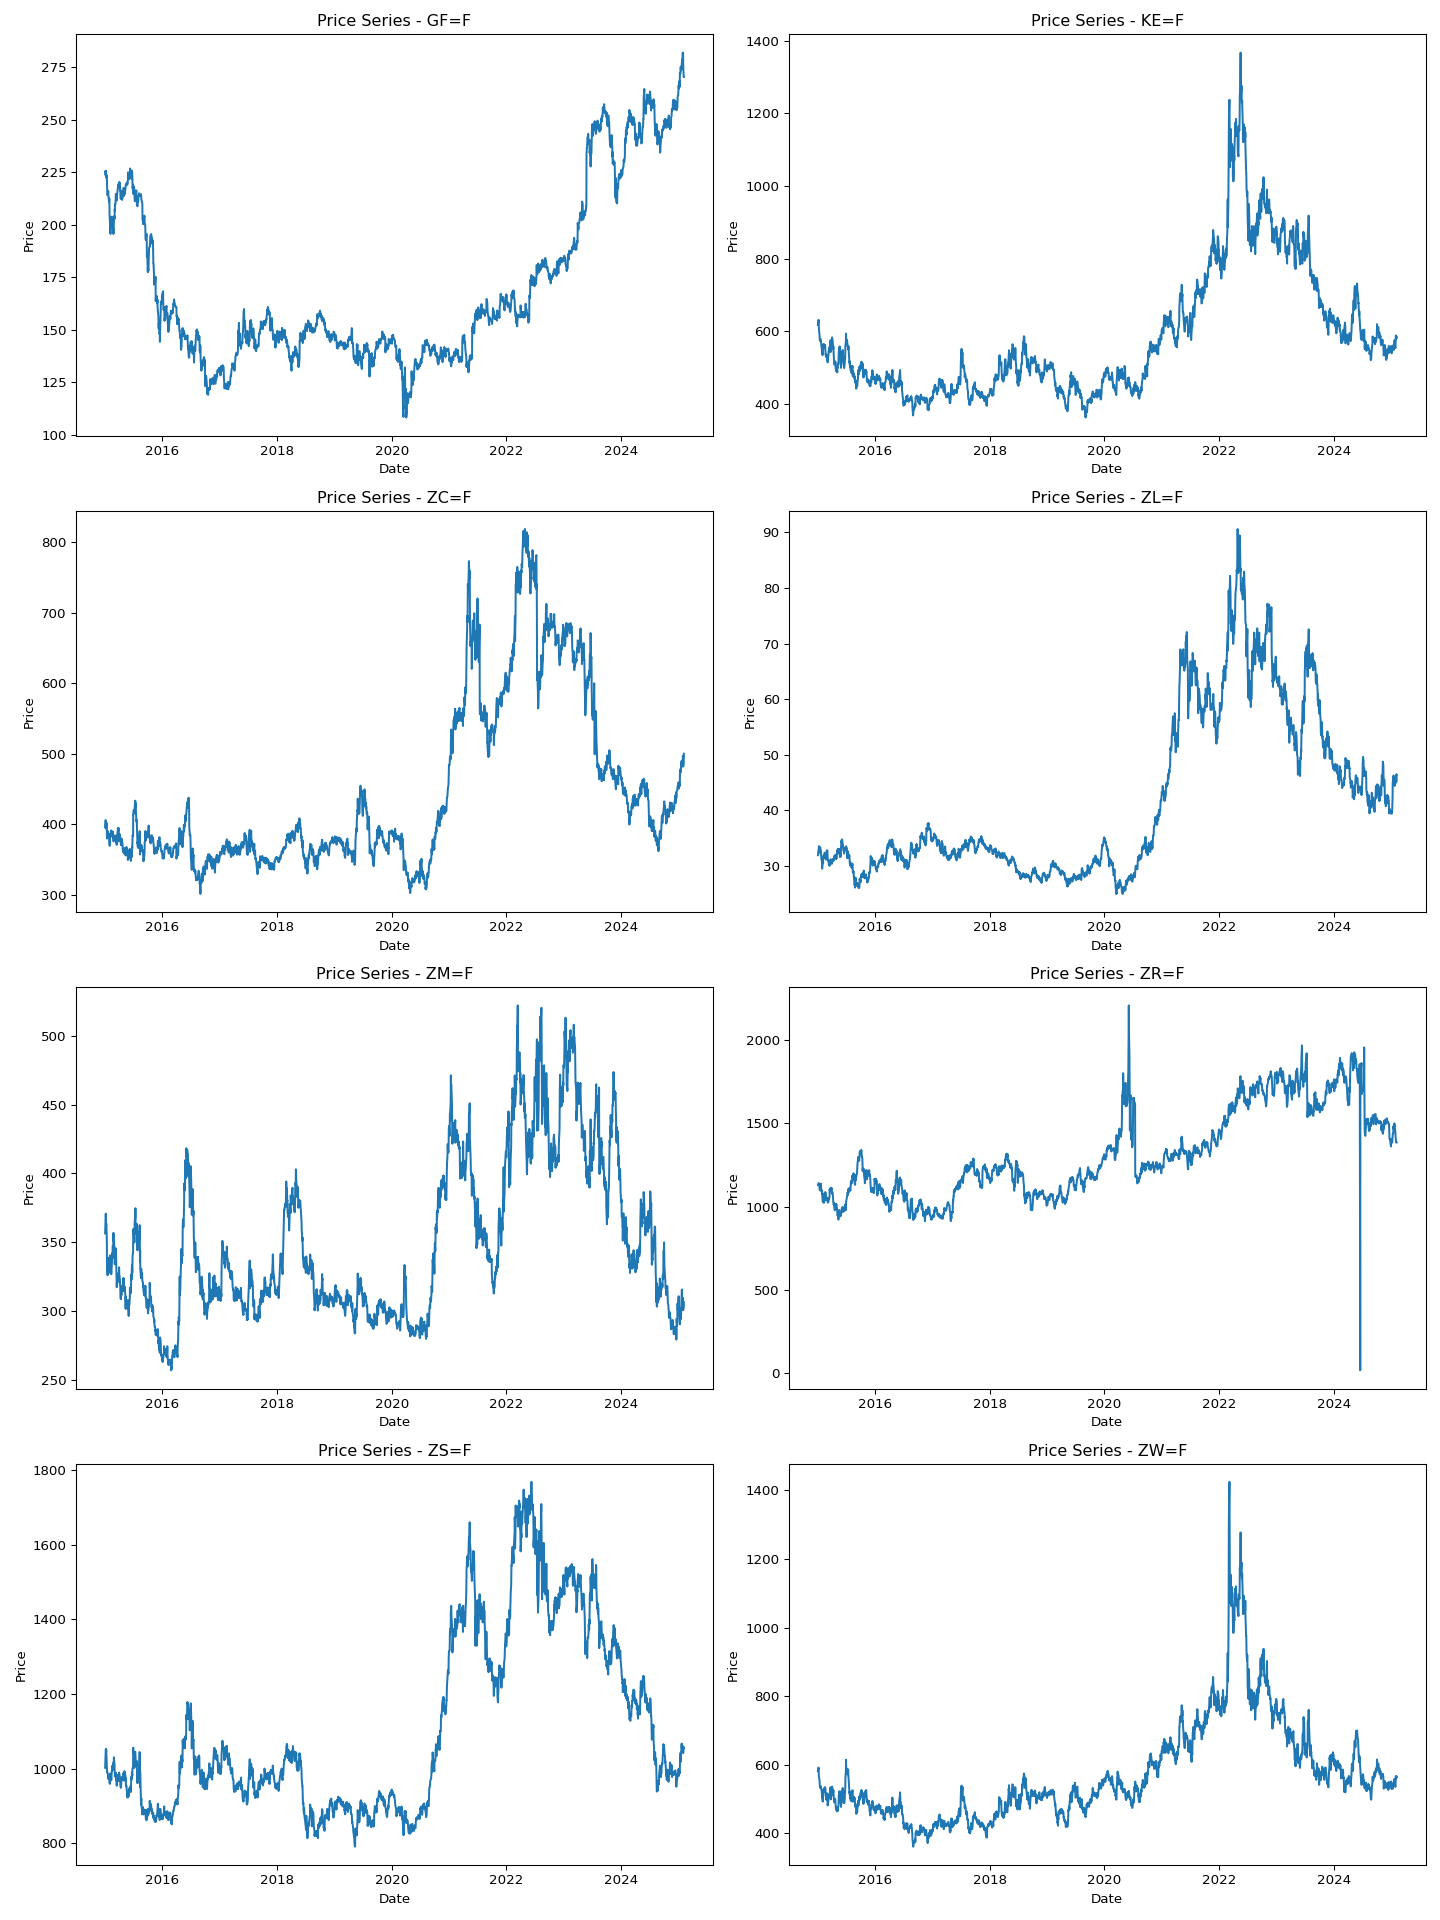 Price Series - GF=F
Price
275
250
225
200
175
150
125
100
2016 2018 2020 2022 2024
Date
Price Series - KE=F
Price
1400
1200
1000
800
600
400
2016 2018 2020 2022 2024
Date
Price Series - ZC=F
Price
800
700
600
500
400
300
2016 2018 2020 2022 2024
Date
Price Series - ZL=F
Price
90
80
70
60
50
40
30
2016 2018 2020 2022 2024
Date
Price Series - ZM=F
Price
500
450
400
350
300
250
2016 2018 2020 2022 2024
Date
Price Series - ZR=F
Price
2000
1500
1000
500
0
2016 2018 2020 2022 2024
Date
Price Series - ZS=F
Price
1800
1600
1400
1200
1000
800
2016 2018 2020 2022 2024
Date
Price Series - ZW=F
Price
1400
1200
1000
800
600
400
2016 2018 2020 2022 2024
Date